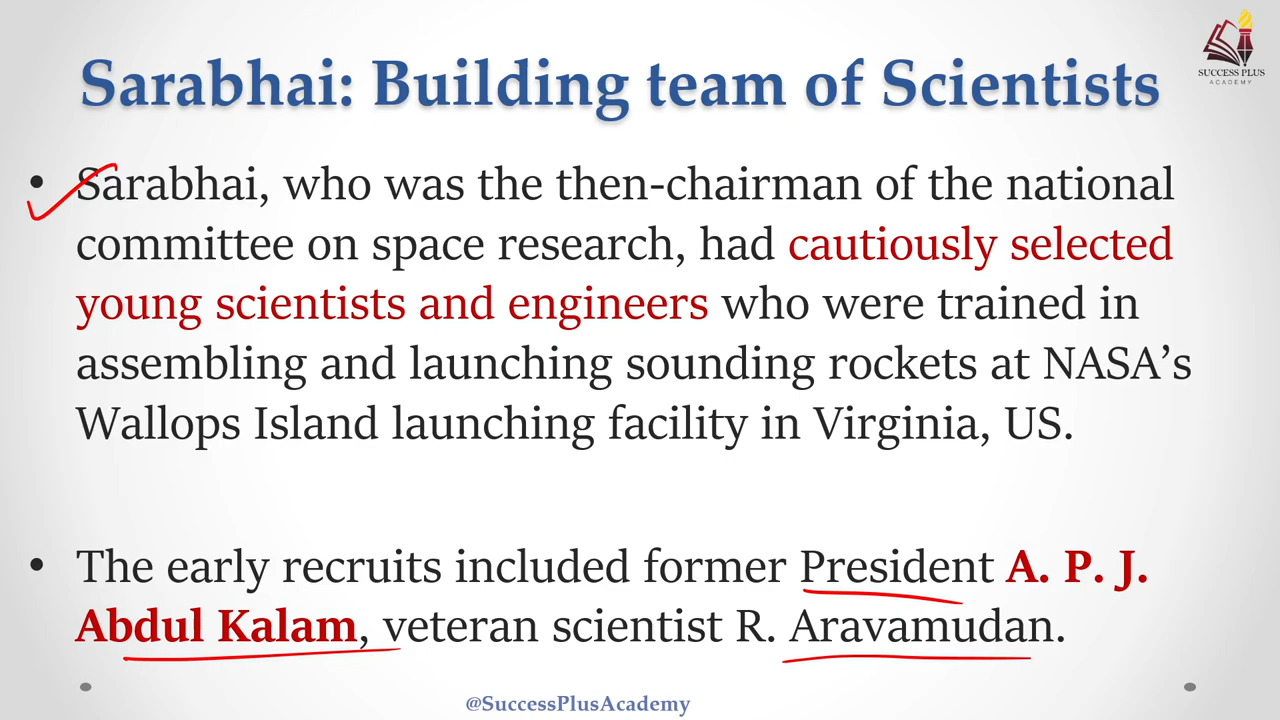 SUCCESS PLUS
ACADEMY
Sarabhai: Building team of Scientists
• Sarabhai, who was the then-chairman of the national
committee on space research, had cautiously selected
young scientists and engineers who were trained in
assembling and launching sounding rockets at NASA’s
Wallops Island launching facility in Virginia, US.
• The early recruits included former President A. P. J.
Abdul Kalam, veteran scientist R. Aravamudan.
@SuccessPlusAcademy